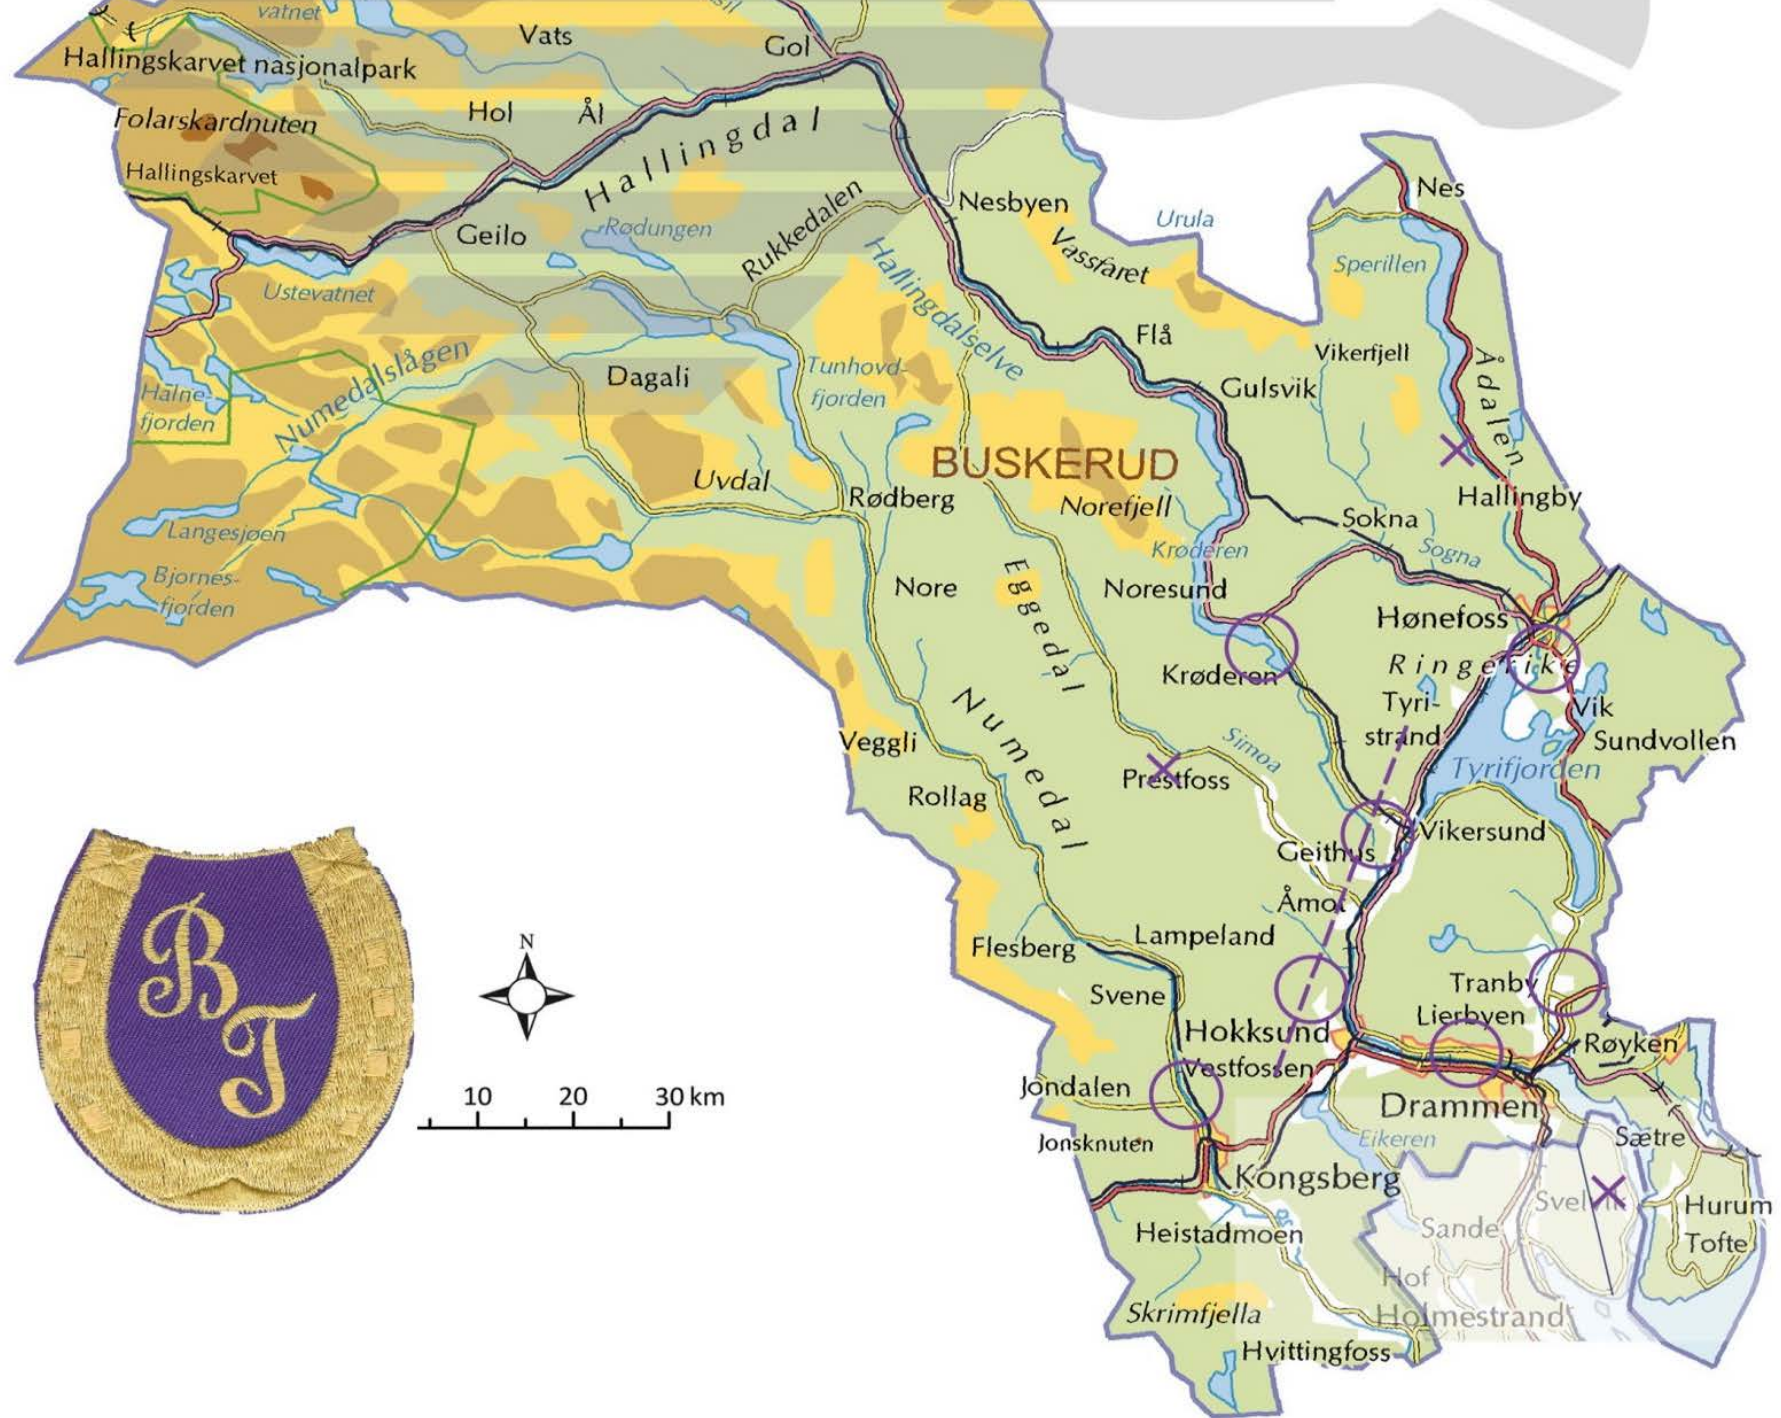 vatnet
Vats
Gol
Hallingskarvet nasjonalpark
Hol
Ål
Folarskardnuten
Hallingdal
Hallingskarvet
Nes
Nesbyen
Urula
Geilo
Rødungen
Rukkedalen
Vassfaret
Sperillen
Ustevatnet
Hallingdalselve
Flå
Vikerfjell
Ådalen
Numedalslågen
Dagali
Tunhovd-
fjorden
Gulsvik
Halne-
fjorden
BUSKERUD
Uvdal
Rødberg
Norefjell
Hallingby
Sokna
Langesjøen
Krøderen
Sogna
Bjornes-
fjorden
Nore
Eggedal
Noresund
Hønefoss
Ringerike
Krøderen
Tyri-
strand
Vik
Numedal
Veggli
Simoa
Sundvollen
Tyrifjorden
Prestfoss
Rollag
Vikersund
Geithus
Åmot
Flesberg
Lampeland
Svene
Tranby
Lierbyen
Hokksund
Røyken
Vestfossen
Jondalen
Drammen
Jonsknuten
Eikeren
Sætre
Kongsberg
Svelvik
Hurum
Tofte
Heistadmoen
Sande
Hof
Holmestrand
Skrimfjella
Hvittingfoss
BT
N
10 20 30 km